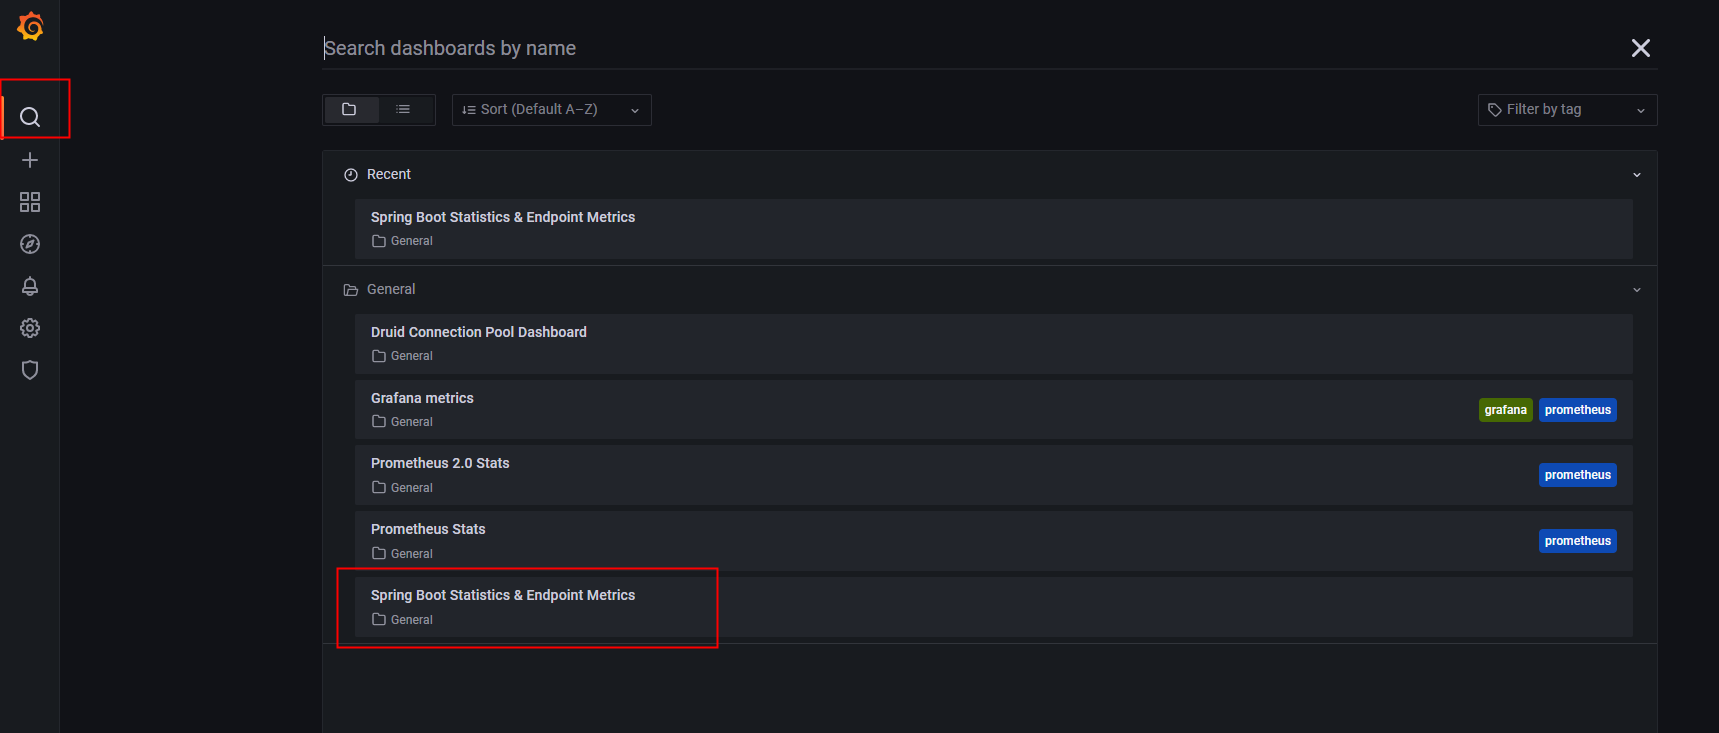 Search dashboards by name
Sort (Default A–Z)
Filter by tag
Recent
Spring Boot Statistics & Endpoint Metrics
General
General
Druid Connection Pool Dashboard
General
Grafana metrics
General
grafana prometheus
Prometheus 2.0 Stats
General
prometheus
Prometheus Stats
General
prometheus
Spring Boot Statistics & Endpoint Metrics
General